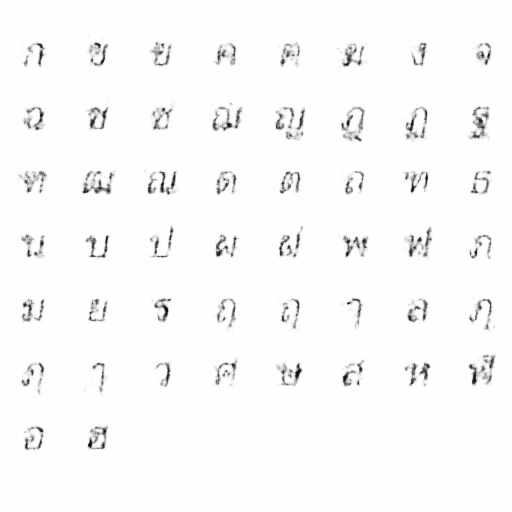 ก ข ฃ ค ฅ ฆ ง จ
ฉ ช ซ ฌ ญ ฎ ฏ ฐ
ฑ ฒ ณ ด ต ถ ท ธ
น บ ป ผ ฝ พ ฟ ภ
ม ย ร ฤ ฤ ๅ ล ฦ
ฦ ๅ ว ศ ษ ส ห ฬ
อ ฮ